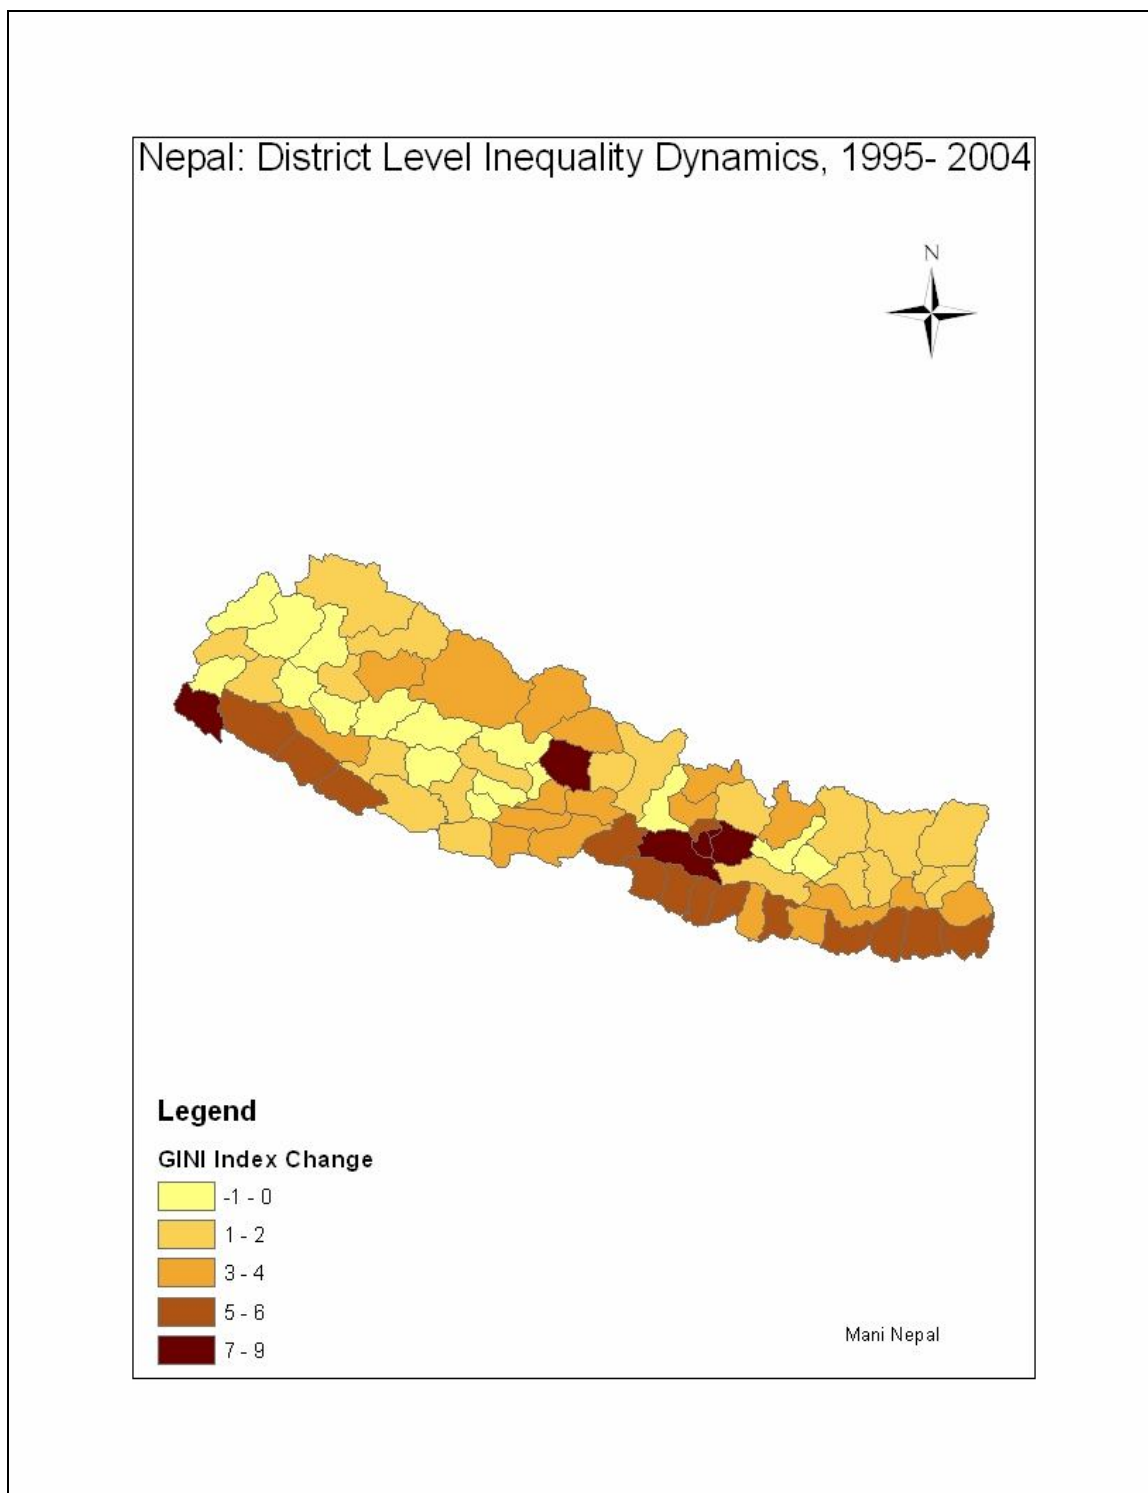 Nepal: District Level Inequality Dynamics, 1995- 2004
N
Legend
GINI Index Change
-1 - 0
1 - 2
3 - 4
5 - 6
7 - 9
Mani Nepal